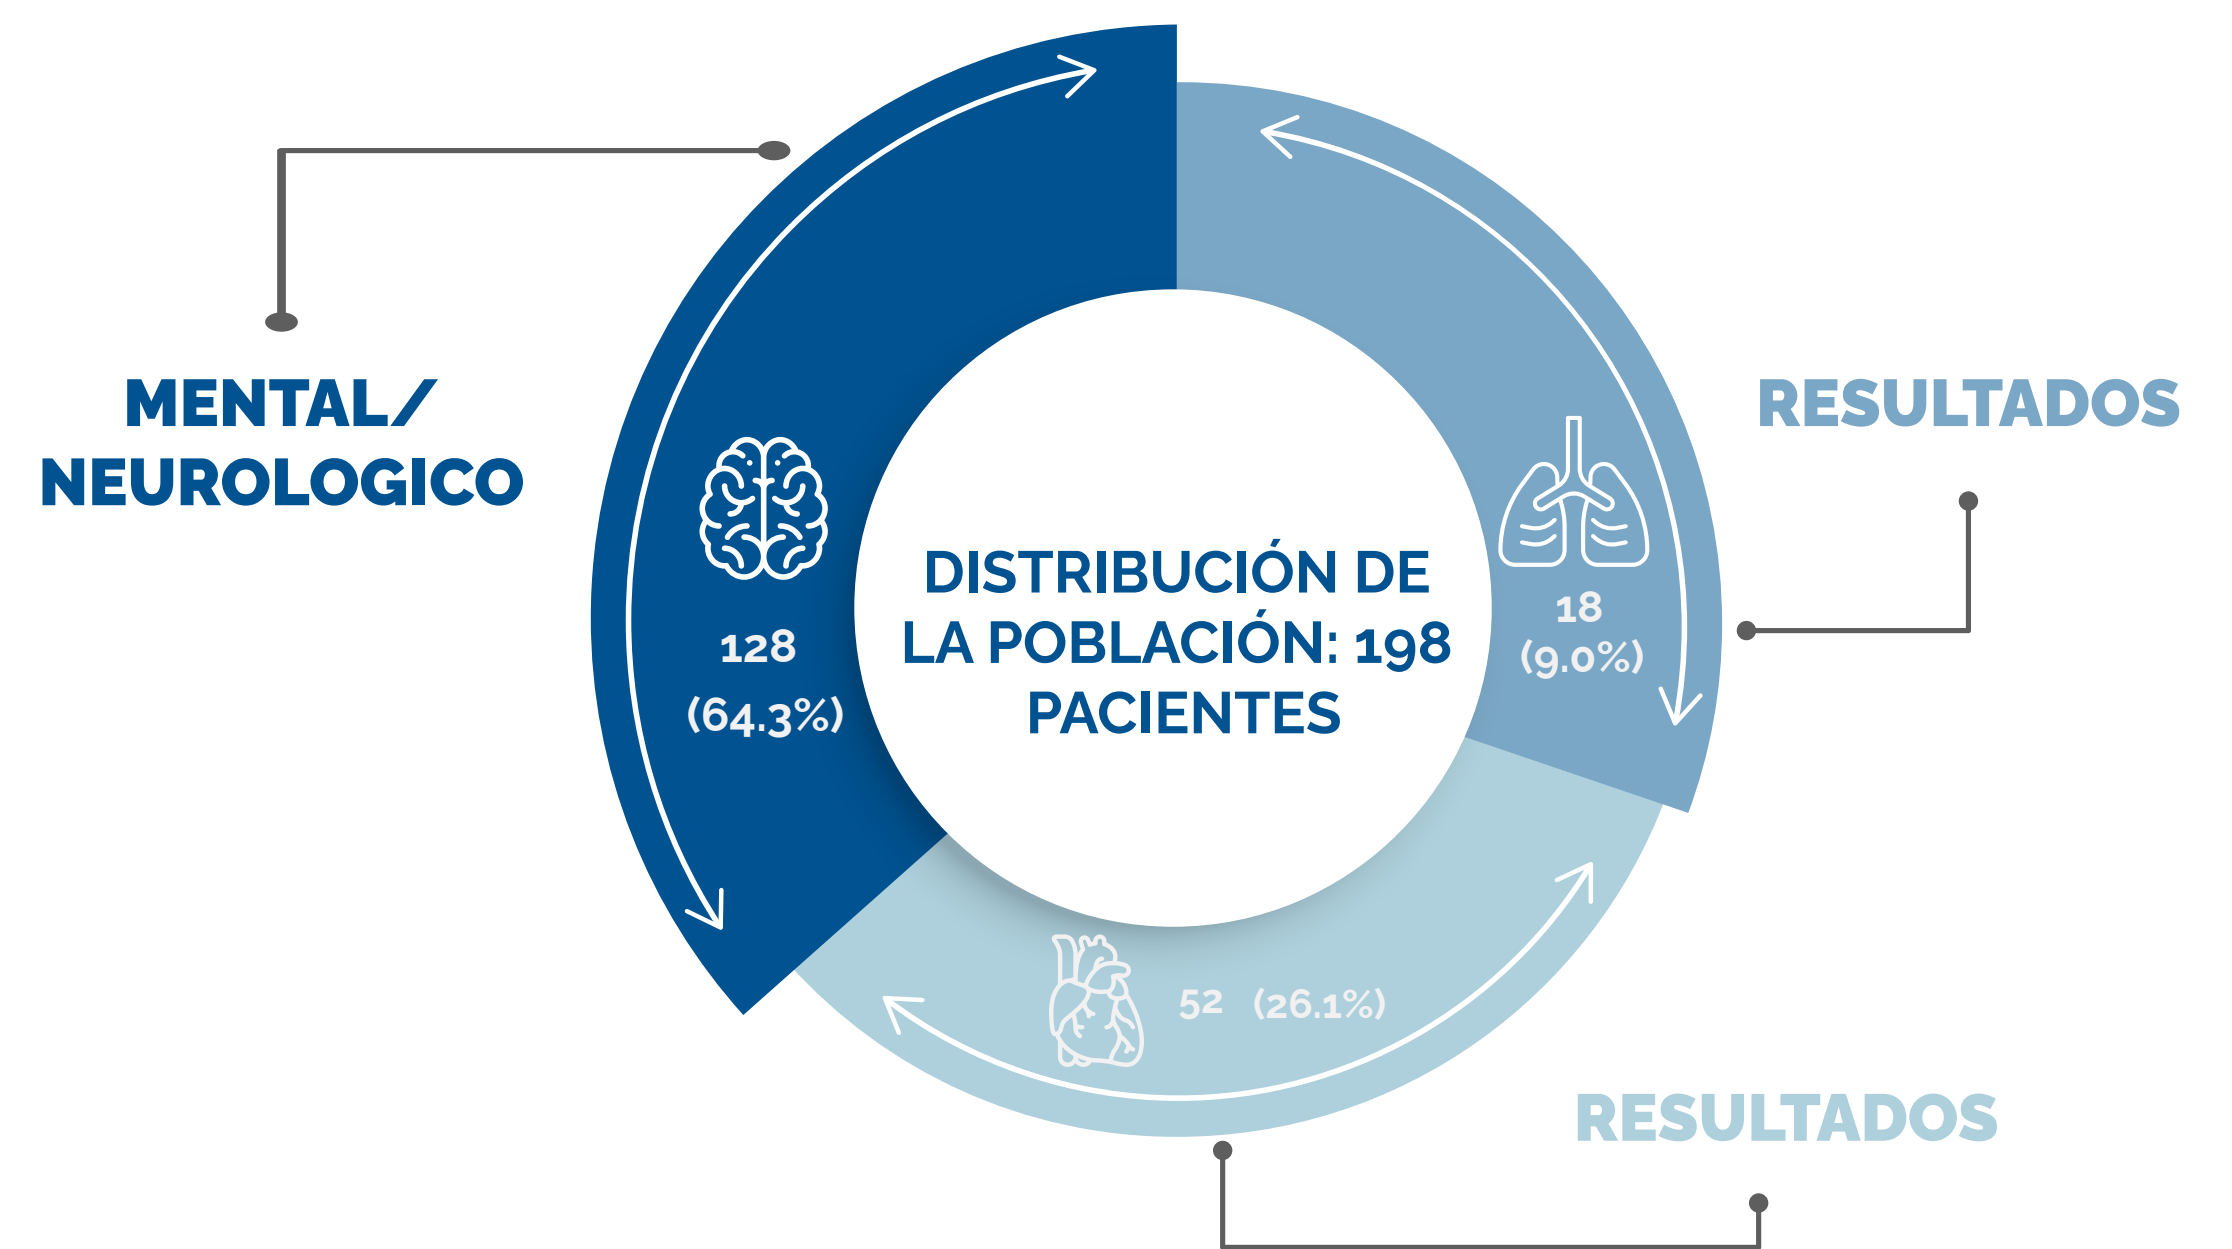 MENTAL/
NEUROLOGICO
128
(64.3%)
DISTRIBUCIÓN DE
LA POBLACIÓN: 198
PACIENTES
18
(9.0%)
RESULTADOS
52 (26.1%)
RESULTADOS